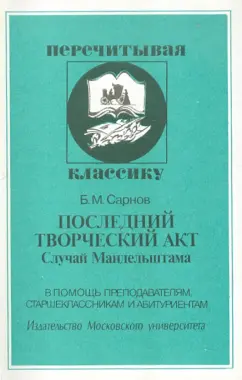 перечитывая
классику
Б. М. Сарнов
ПОСЛЕДНИЙ
ТВОРЧЕСКИЙ АКТ
Случай Мандельштама
В ПОМОЩЬ ПРЕПОДАВАТЕЛЯМ,
СТАРШЕКЛАССНИКАМ И АБИТУРИЕНТАМ
Издательство Московского университета